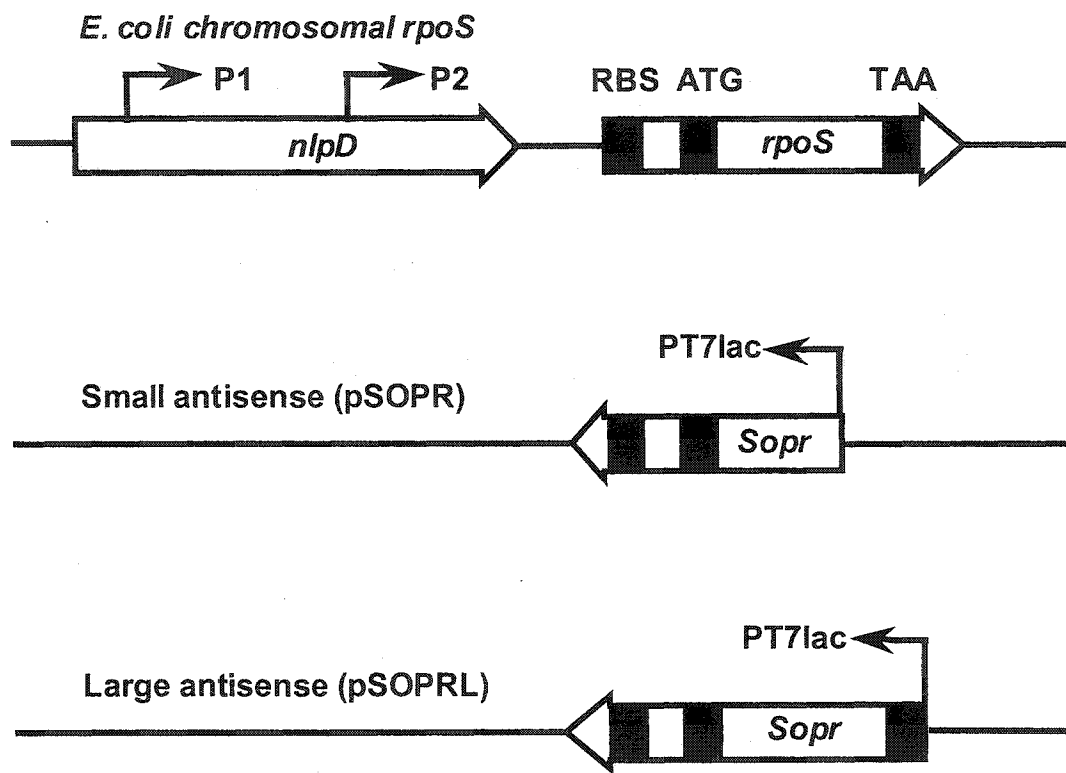 E. coli chromosomal rpoS
P1 P2 RBS ATG TAA
nlpD rpoS
PT7lac
Small antisense (pSOPR)
Sopr
PT7lac
Large antisense (pSOPRL)
Sopr